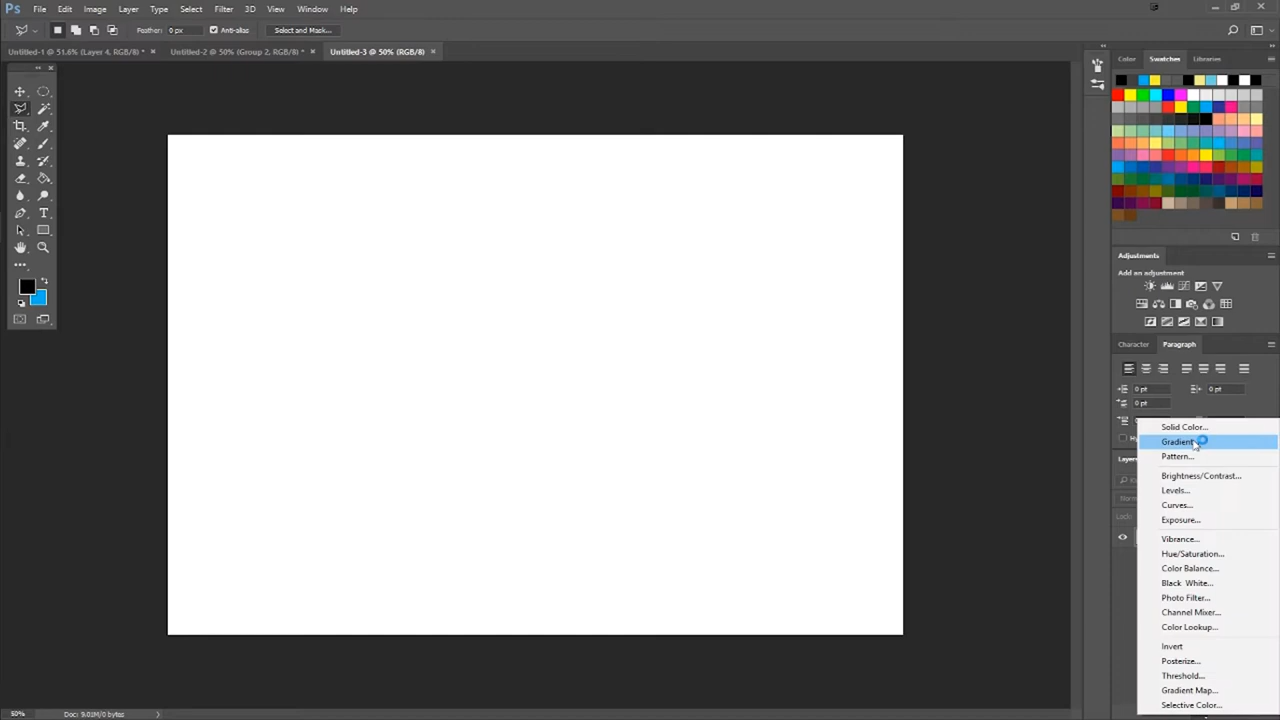 Ps File Edit Image Layer Type Select Filter 3D View Window Help
Feather: 0 px Anti-alias Select and Mask...
Untitled-1 @ 51.6% (Layer 4, RGB/8) * × Untitled-2 @ 50% (Group 2, RGB/8) * × Untitled-3 @ 50% (RGB/8) ×
Color Swatches Libraries
Adjustments
Add an adjustment
Character Paragraph
0 pt 0 pt
0 pt
Solid Color...
Gradient
Pattern...
Brightness/Contrast...
Levels...
Curves...
Exposure...
Vibrance...
Hue/Saturation...
Color Balance...
Black White...
Photo Filter...
Channel Mixer...
Color Lookup...
Invert
Posterize...
Threshold...
Gradient Map...
Selective Color...
50% Doc: 9.01M/0 bytes